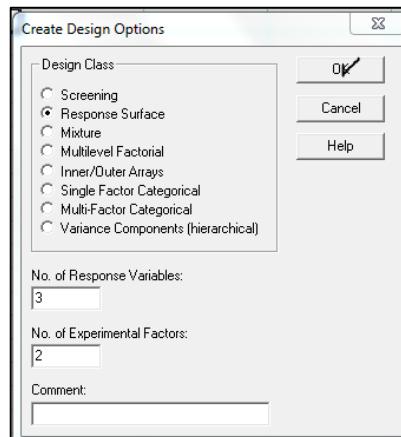 Create Design Options
Design Class
Screening
Response Surface
Mixture
Multilevel Factorial
Inner/Outer Arrays
Single Factor Categorical
Multi-Factor Categorical
Variance Components (hierarchical)
OK
Cancel
Help
No. of Response Variables:
3
No. of Experimental Factors:
2
Comment: